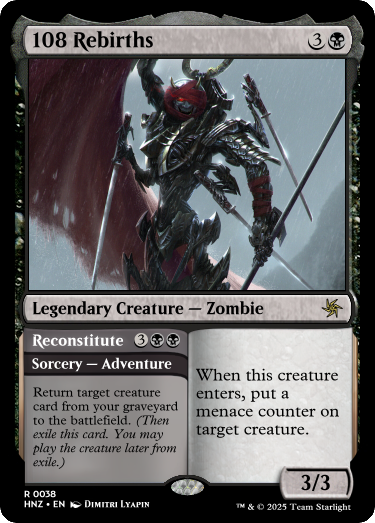 108 Rebirths 3
Legendary Creature — Zombie
Reconstitute 3
Sorcery — Adventure
Return target creature
card from your graveyard
to the battlefield. (Then
exile this card. You may
play the creature later from
exile.)
When this creature
enters, put a
menace counter on
target creature.
3/3
R 0038
HNZ • EN Dimitri Lyapin
™ & © 2025 Team Starlight